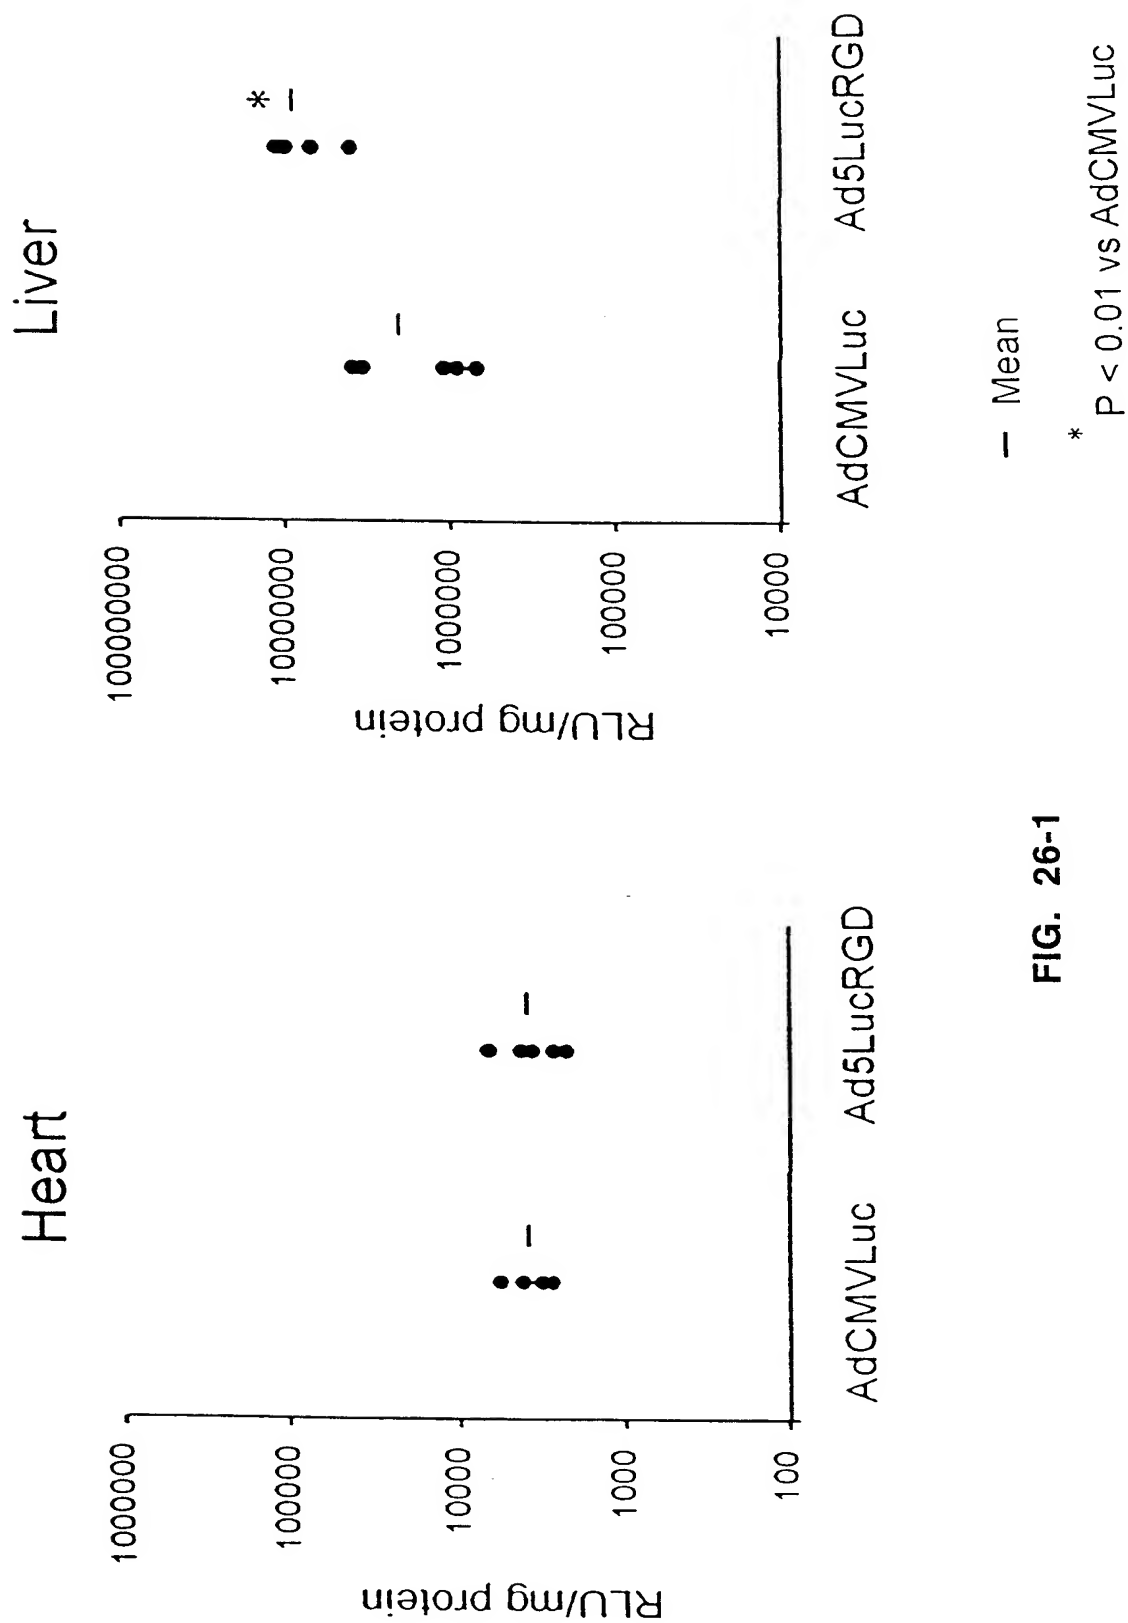 Heart
RLU/mg protein
1000000
100000
10000
1000
100
AdCMVLuc Ad5LucRGD
Liver
RLU/mg protein
100000000
10000000
1000000
100000
10000
*
AdCMVLuc Ad5LucRGD
– Mean
* P < 0.01 vs AdCMVLuc
FIG. 26-1